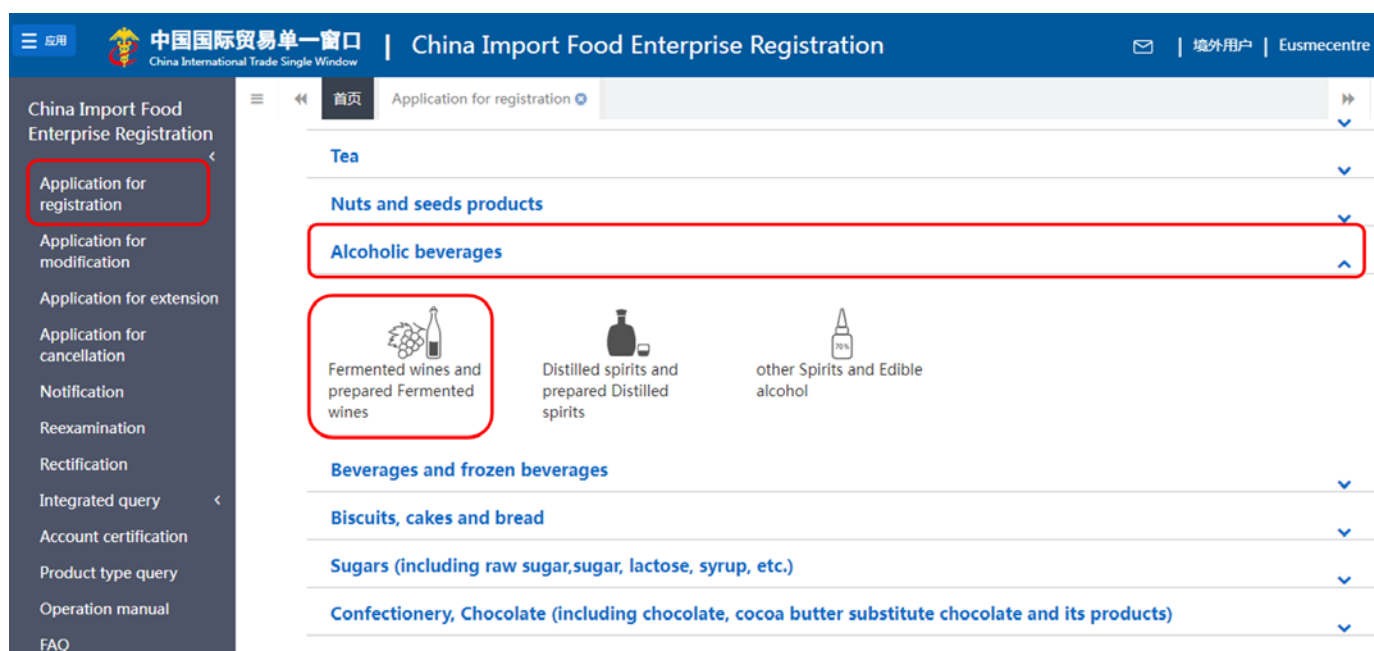 应用
中国国际贸易单一窗口
China International Trade Single Window
| China Import Food Enterprise Registration
| 境外用户 | Eusmecentre
China Import Food
Enterprise Registration
Application for
registration
Application for
modification
Application for extension
Application for
cancellation
Notification
Reexamination
Rectification
Integrated query
Account certification
Product type query
Operation manual
FAQ
首页
Application for registration
Tea
Nuts and seeds products
Alcoholic beverages
Fermented wines and
prepared Fermented
wines
Distilled spirits and
prepared Distilled
spirits
70%
other Spirits and Edible
alcohol
Beverages and frozen beverages
Biscuits, cakes and bread
Sugars (including raw sugar,sugar, lactose, syrup, etc.)
Confectionery, Chocolate (including chocolate, cocoa butter substitute chocolate and its products)